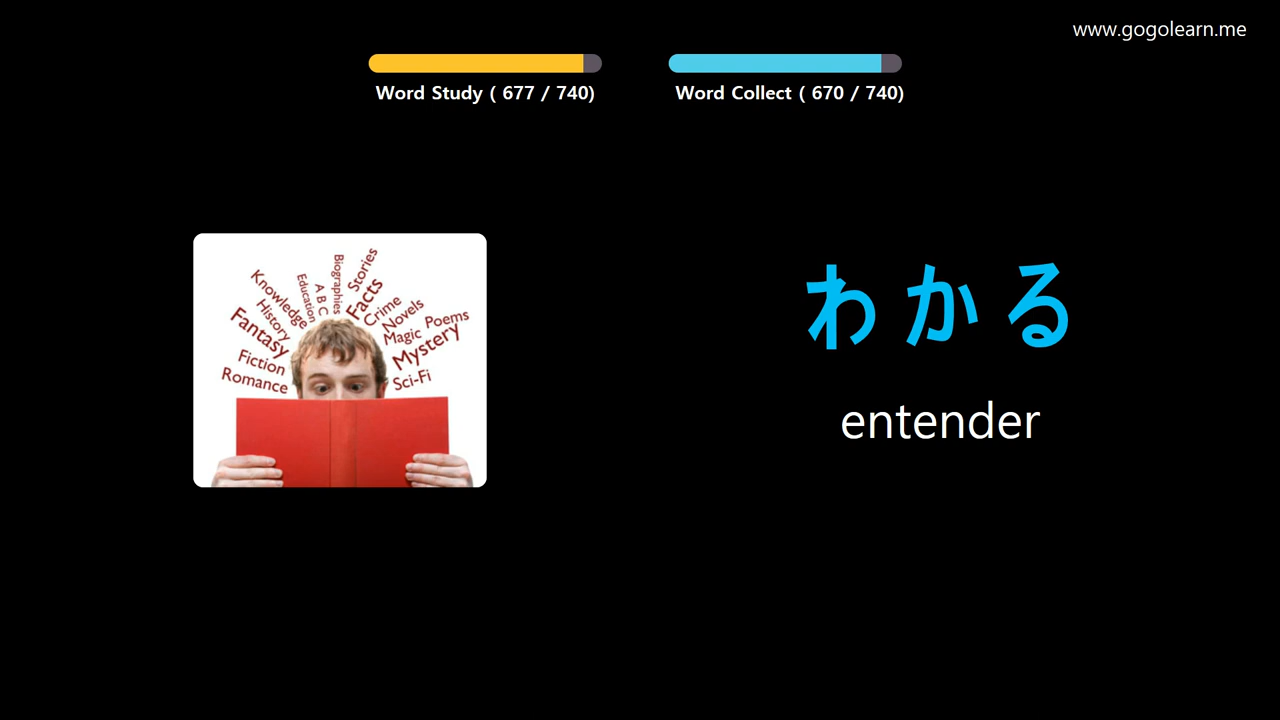 www.gogolearn.me
Word Study ( 677 / 740)
Word Collect ( 670 / 740)
Knowledge
History
Fantasy
Fiction
Romance
Education
A B C
Biographies
Stories
Facts
Crime
Novels
Magic
Poems
Mystery
Sci-Fi
わかる
entender